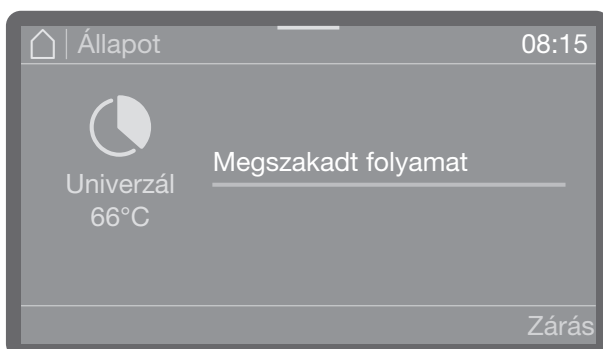 Állapot 08:15
Megszakadt folyamat
Univerzál
66°C
Zárás